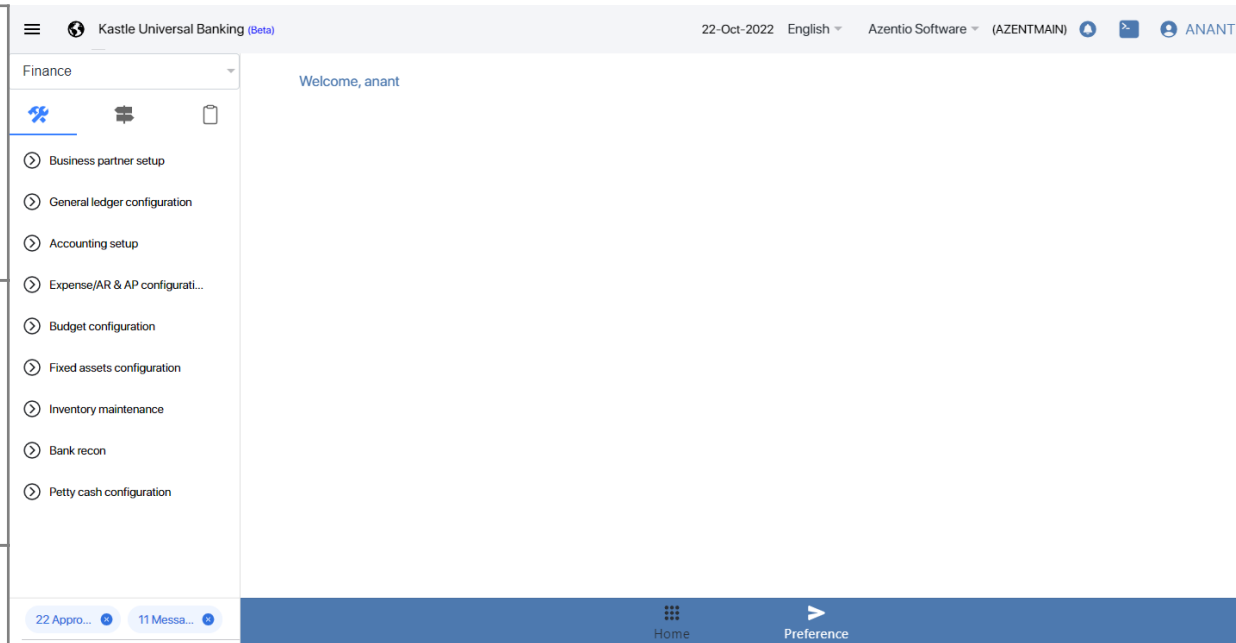 Kastle Universal Banking (Beta)
22-Oct-2022 English Azentio Software (AZENTMAIN) ANANT
Finance
Welcome, anant
Business partner setup
General ledger configuration
Accounting setup
Expense/AR & AP configurati...
Budget configuration
Fixed assets configuration
Inventory maintenance
Bank recon
Petty cash configuration
22 Appro... 11 Messa...
Home Preference